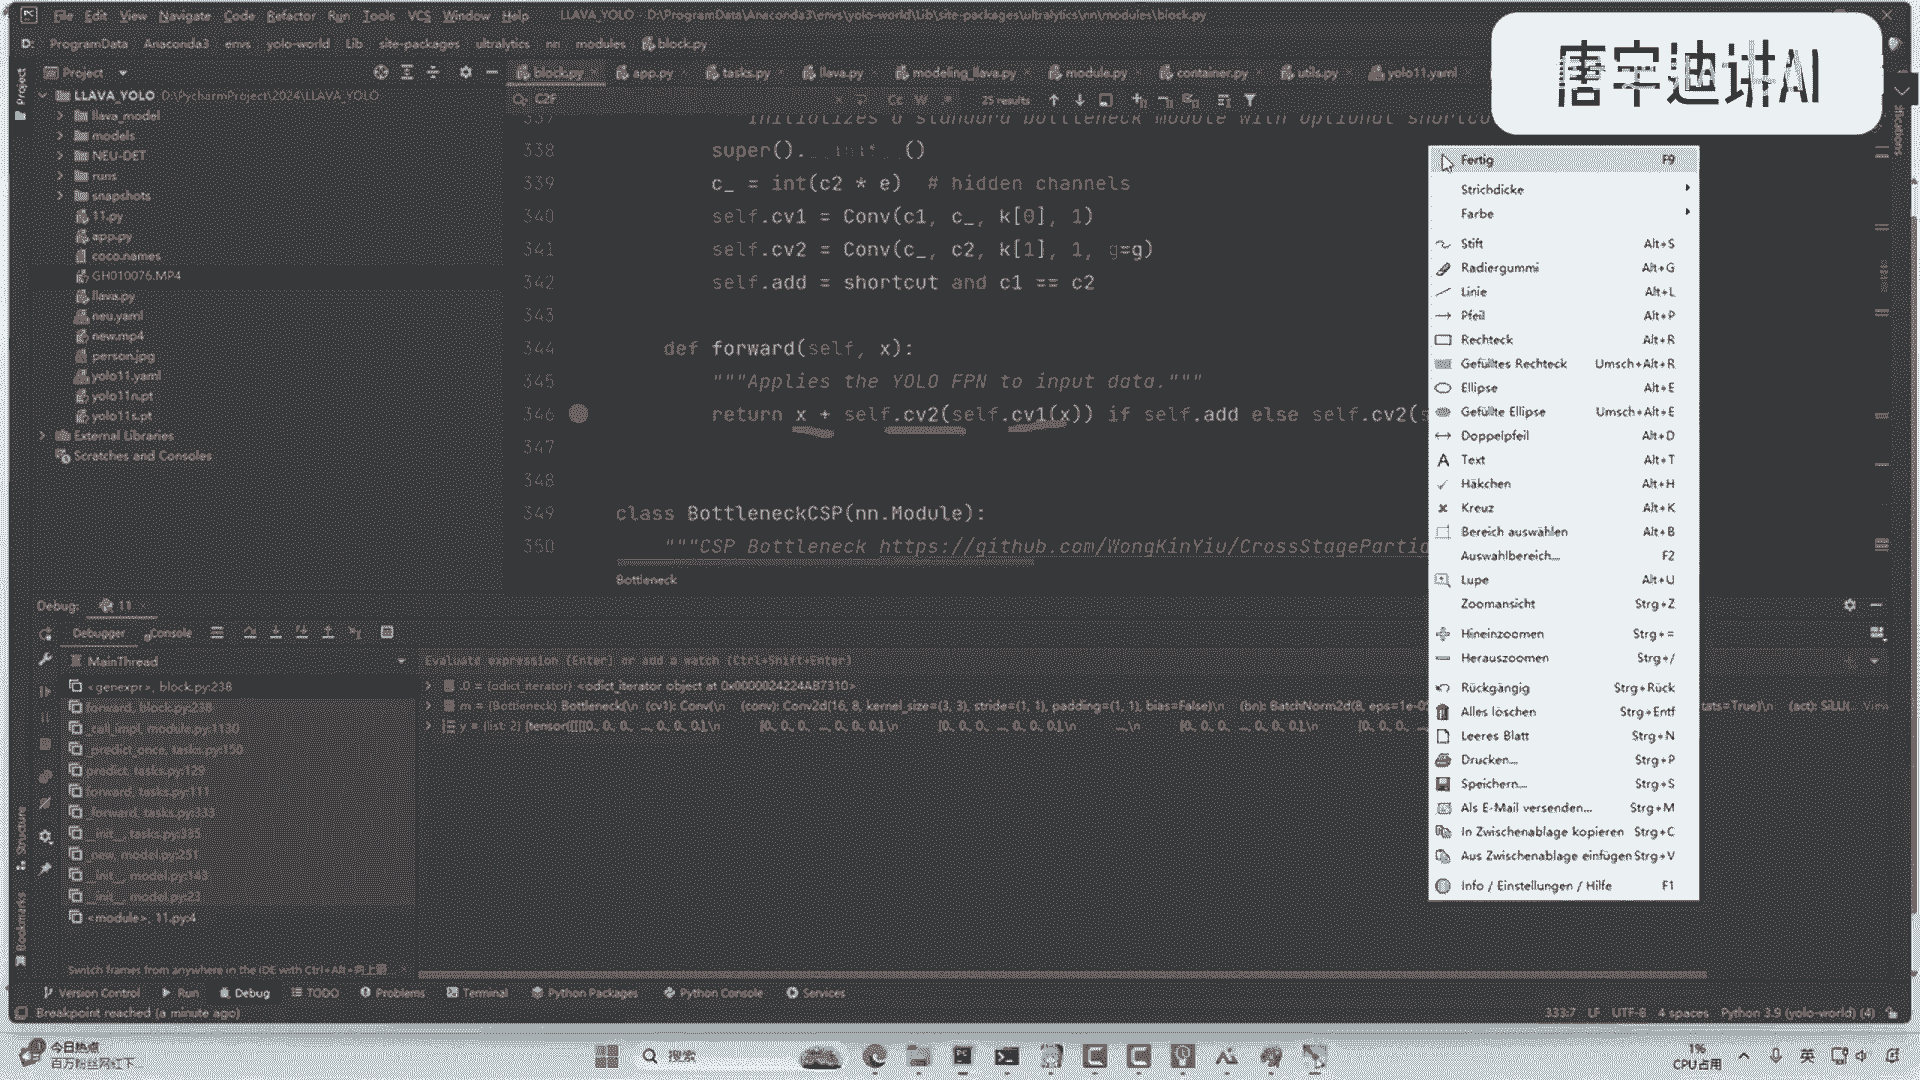 File Edit View Navigate Code Refactor Run Tools VCS Window Help LLAVA_YOLO - D:\ProgramData\Anaconda3\envs\yolo-world\Lib\site-packages\ultralytics\nn\modules\block.py
D: ProgramData Anaconda3 envs yolo-world Lib site-packages ultralytics nn modules block.py
唐宇迪讲AI
Project
block.py app.py tasks.py llava.py modeling_llava.py module.py container.py utils.py yolo11.yaml
LLAVA_YOLO D:\PycharmProject\2024\LLAVA_YOLO
llava_model
models
NEU-DET
runs
snapshots
11.py
app.py
coco.names
GH010076.MP4
llava.py
neu.yaml
new.mp4
person.jpg
yolo11.yaml
yolo11n.pt
yolo11s.pt
External Libraries
Scratches and Consoles
C2F Cc W 25 results
337 Initializes a standard bottleneck module with optional shortc
338 super().__init__()
339 c_ = int(c2 * e) # hidden channels
340 self.cv1 = Conv(c1, c_, k[0], 1)
341 self.cv2 = Conv(c_, c2, k[1], 1, g=g)
342 self.add = shortcut and c1 == c2
343
344 def forward(self, x):
345 """Applies the YOLO FPN to input data."""
346 return x + self.cv2(self.cv1(x)) if self.add else self.cv2(s
347
348
349 class BottleneckCSP(nn.Module):
350 """CSP Bottleneck https://github.com/WongKinYiu/CrossStagePartia
Bottleneck
Fertig F9
Strichdicke
Farbe
Stift Alt+S
Radiergummi Alt+G
Linie Alt+L
Pfeil Alt+P
Rechteck Alt+R
Gefülltes Rechteck Umsch+Alt+R
Ellipse Alt+E
Gefüllte Ellipse Umsch+Alt+E
Doppelpfeil Alt+D
Text Alt+T
Häkchen Alt+H
Kreuz Alt+K
Bereich auswählen Alt+B
Auswahlbereich... F2
Lupe Alt+U
Zoomansicht Strg+Z
Hineinzoomen Strg+=
Herauszoomen Strg+/
Rückgängig Strg+Rück
Alles löschen Strg+Entf
Leeres Blatt Strg+N
Drucken... Strg+P
Speichern... Strg+S
Als E-Mail versenden... Strg+M
In Zwischenablage kopieren Strg+C
Aus Zwischenablage einfügen Strg+V
Info / Einstellungen / Hilfe F1
Debug: 11
Debugger Console
MainThread
<genexpr>, block.py:238
forward, block.py:238
_call_impl, module.py:1130
_predict_once, tasks.py:150
predict, tasks.py:129
forward, tasks.py:111
_forward, tasks.py:333
__init__, tasks.py:335
_new, model.py:251
__init__, model.py:143
__init__, model.py:23
<module>, 11.py:4
Switch frames from anywhere in the IDE with Ctrl+Alt+向上箭...
Evaluate expression (Enter) or add a watch (Ctrl+Shift+Enter)
.0 = {odict_iterator} <odict_iterator object at 0x0000024224AB7310>
m = {Bottleneck} Bottleneck(\n (cv1): Conv(\n (conv): Conv2d(16, 8, kernel_size=(3, 3), stride=(1, 1), padding=(1, 1), bias=False)\n (bn): BatchNorm2d(8, eps=1e-0 tats=True)\n (act): SiLU(... View
y = {list: 2} [tensor([[[[0., 0., 0., ..., 0., 0., 0.],\n [0., 0., 0., ..., 0., 0., 0.],\n [0., 0., 0., ..., 0., 0., 0.],\n ...,\n [0., 0., 0., ..., 0., 0., 0.],\n [0., 0., 0., ...
Structure
Bookmarks
Version Control Run Debug TODO Problems Terminal Python Packages Python Console Services
Breakpoint reached (a minute ago) 333:7 LF UTF-8 4 spaces Python 3.9 (yolo-world) (4)
今日热点
百万粉丝网红下...
搜索
1%
CPU占用
英